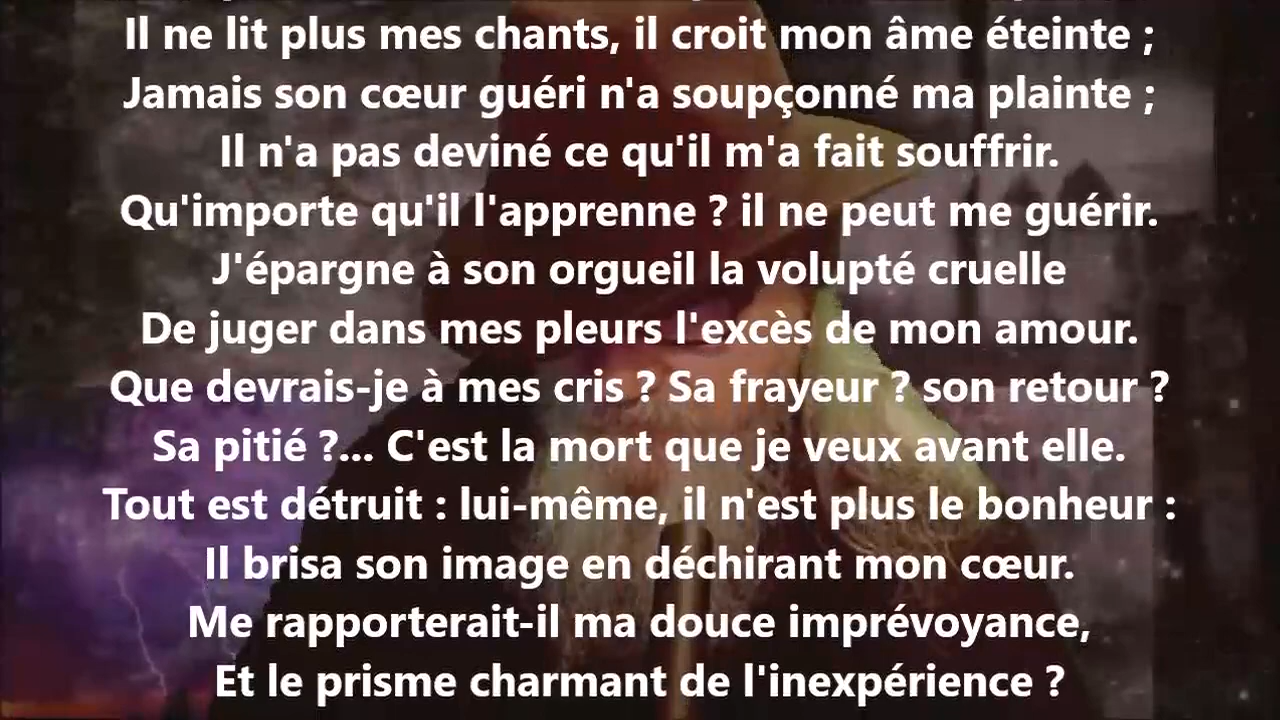 Il ne lit plus mes chants, il croit mon âme éteinte ;
Jamais son cœur guéri n'a soupçonné ma plainte ;
Il n'a pas deviné ce qu'il m'a fait souffrir.
Qu'importe qu'il l'apprenne ? il ne peut me guérir.
J'épargne à son orgueil la volupté cruelle
De juger dans mes pleurs l'excès de mon amour.
Que devrais-je à mes cris ? Sa frayeur ? son retour ?
Sa pitié ?... C'est la mort que je veux avant elle.
Tout est détruit : lui-même, il n'est plus le bonheur :
Il brisa son image en déchirant mon cœur.
Me rapporterait-il ma douce imprévoyance,
Et le prisme charmant de l'inexpérience ?